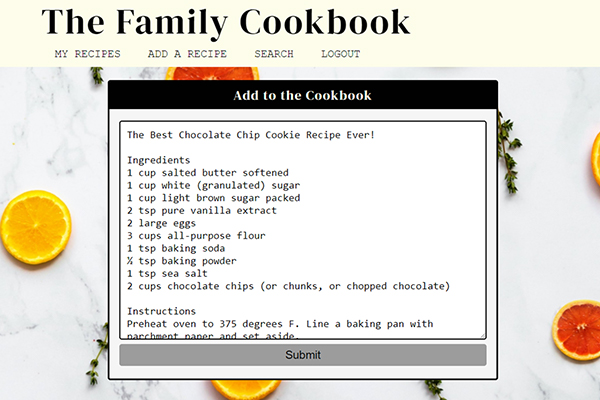 The Family Cookbook
MY RECIPES ADD A RECIPE SEARCH LOGOUT
Add to the Cookbook
The Best Chocolate Chip Cookie Recipe Ever!
Ingredients
1 cup salted butter softened
1 cup white (granulated) sugar
1 cup light brown sugar packed
2 tsp pure vanilla extract
2 large eggs
3 cups all-purpose flour
1 tsp baking soda
½ tsp baking powder
1 tsp sea salt
2 cups chocolate chips (or chunks, or chopped chocolate)
Instructions
Preheat oven to 375 degrees F. Line a baking pan with
parchment paper and set aside.
Submit